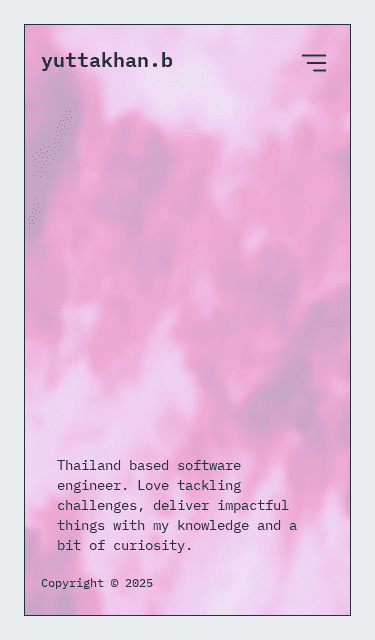 yuttakhan.b
Thailand based software
engineer. Love tackling
challenges, deliver impactful
things with my knowledge and a
bit of curiosity.
Copyright © 2025